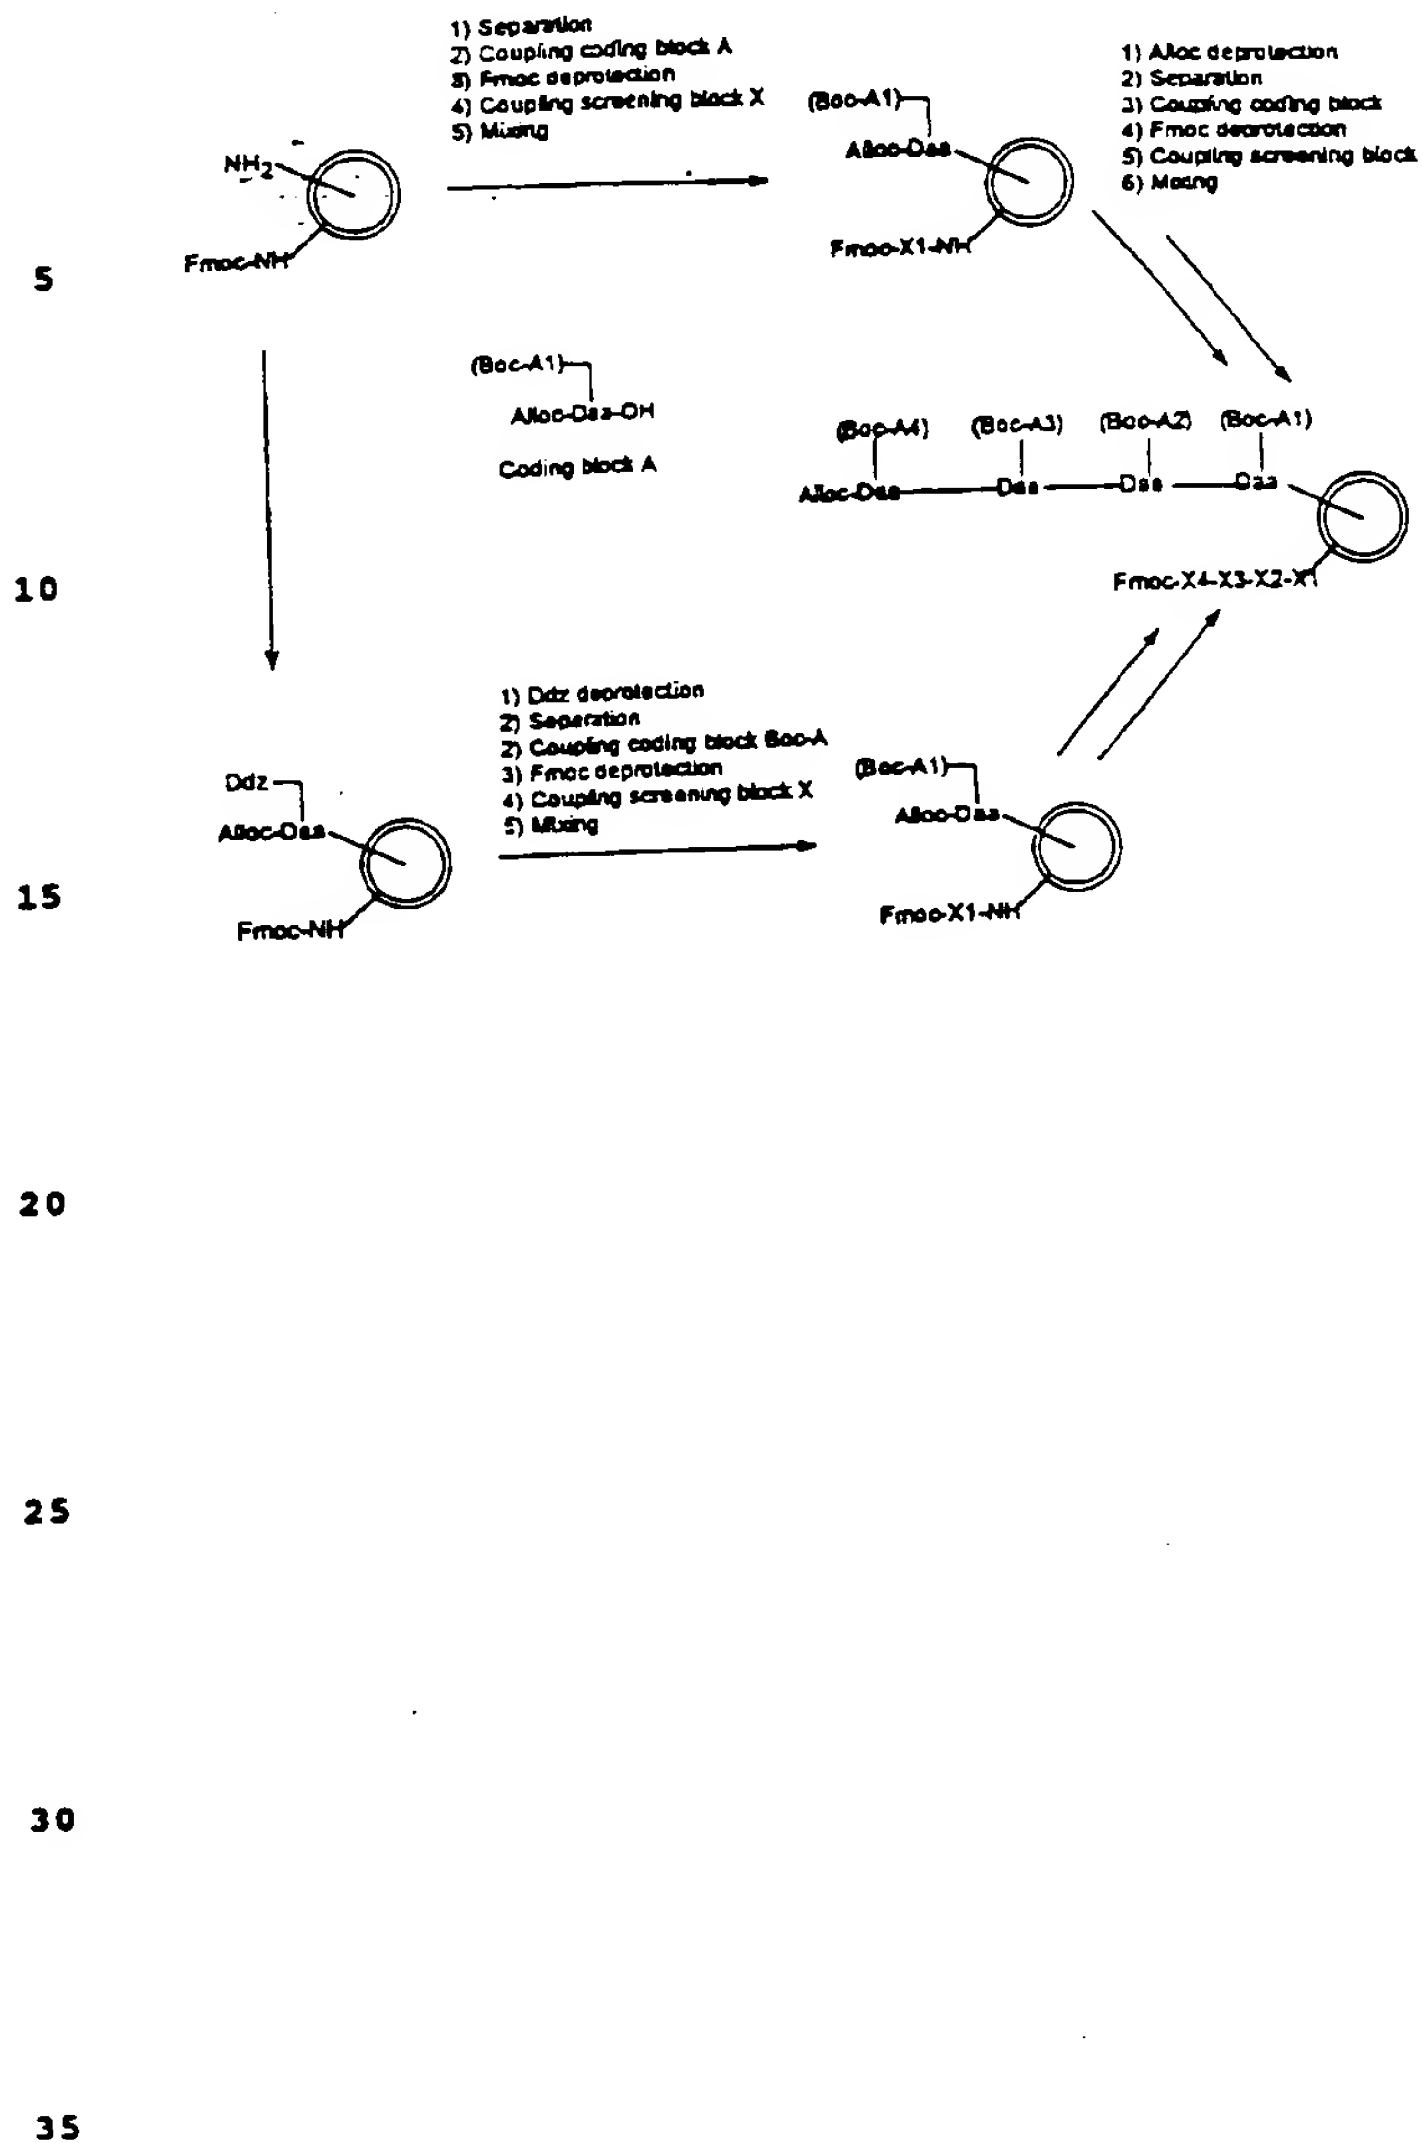 1) Separation
2) Coupling coding block A
3) Fmoc deprotection
4) Coupling screening block X
5) Mixing
1) Alloc deprotection
2) Separation
3) Coupling coding block
4) Fmoc deprotection
5) Coupling screening block
6) Mixing
NH2
Fmoc-NH
(Boc-A1)
Alloc-Daa
Fmoc-X1-NH
5
(Boc-A1)
Alloc-Daa-OH
Coding block A
(Boc-A4) (Boc-A3) (Boc-A2) (Boc-A1)
Alloc-Daa Daa Daa Daa
Fmoc-X4-X3-X2-X1
10
1) Ddz deprotection
2) Separation
2) Coupling coding block Boc-A
3) Fmoc deprotection
4) Coupling screening block X
5) Mixing
Ddz
Alloc-Daa
Fmoc-NH
(Boc-A1)
Alloc-Daa
Fmoc-X1-NH
15
20
25
30
35